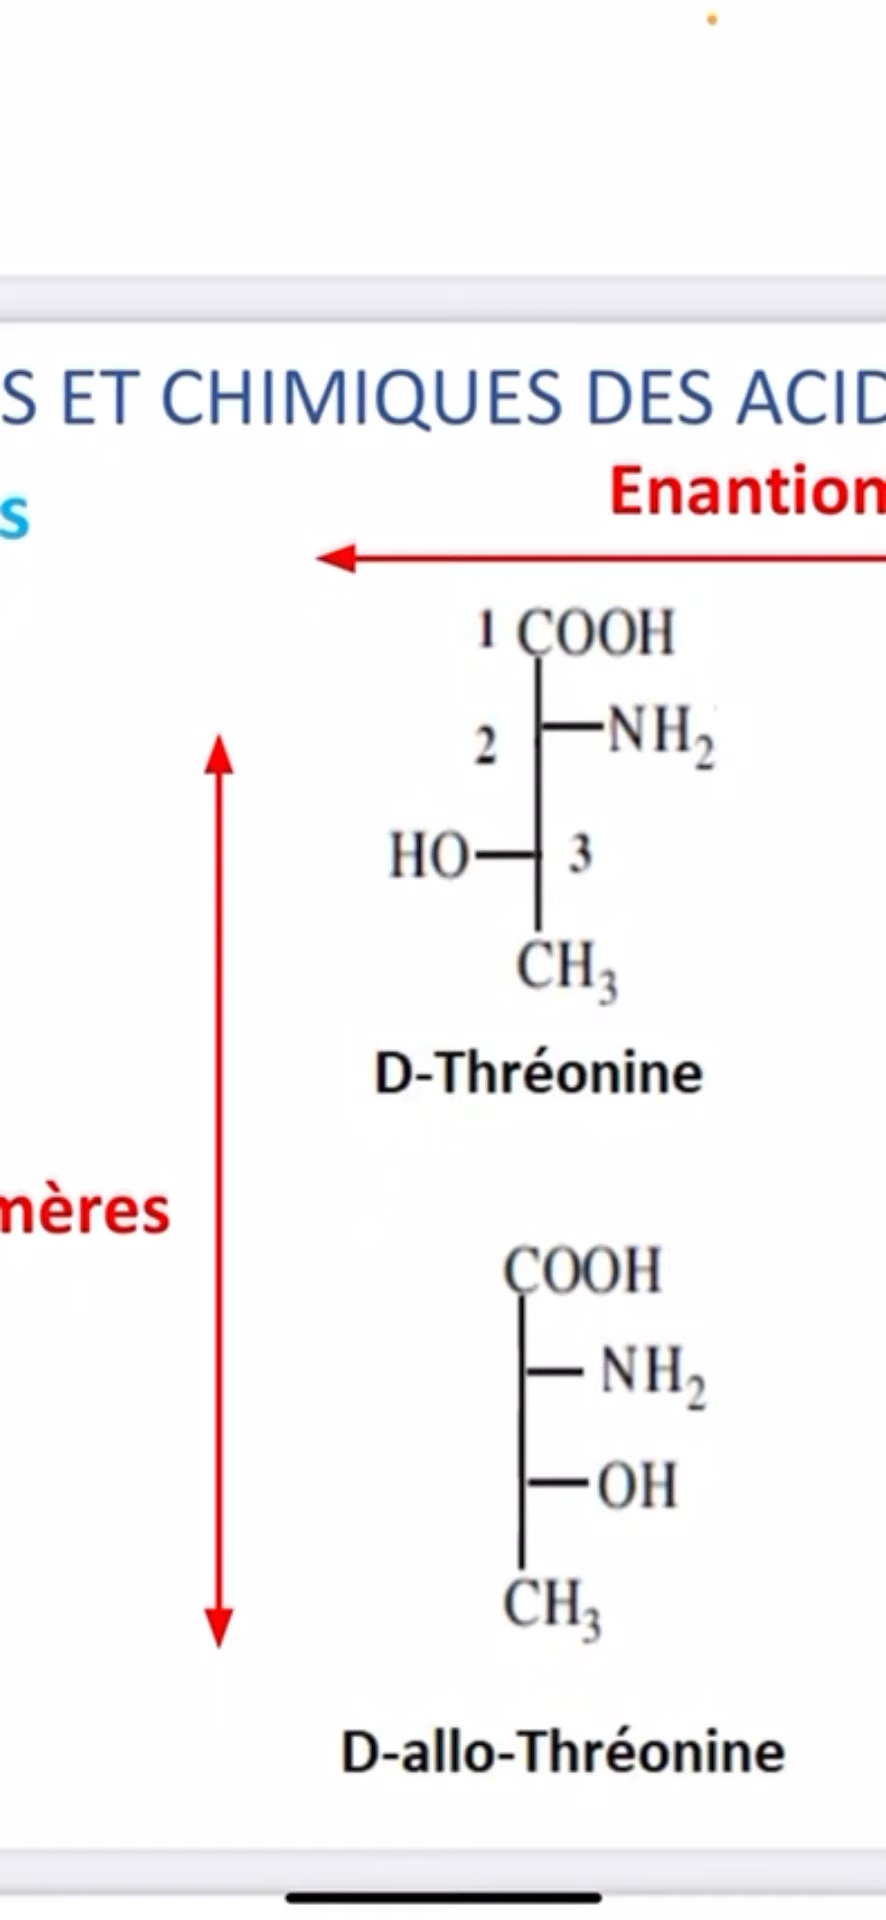 S ET CHIMIQUES DES ACID
Enantion
s
1 COOH
2 NH₂
HO 3
CH₃
D-Thréonine
mères
COOH
NH₂
OH
CH₃
D-allo-Thréonine